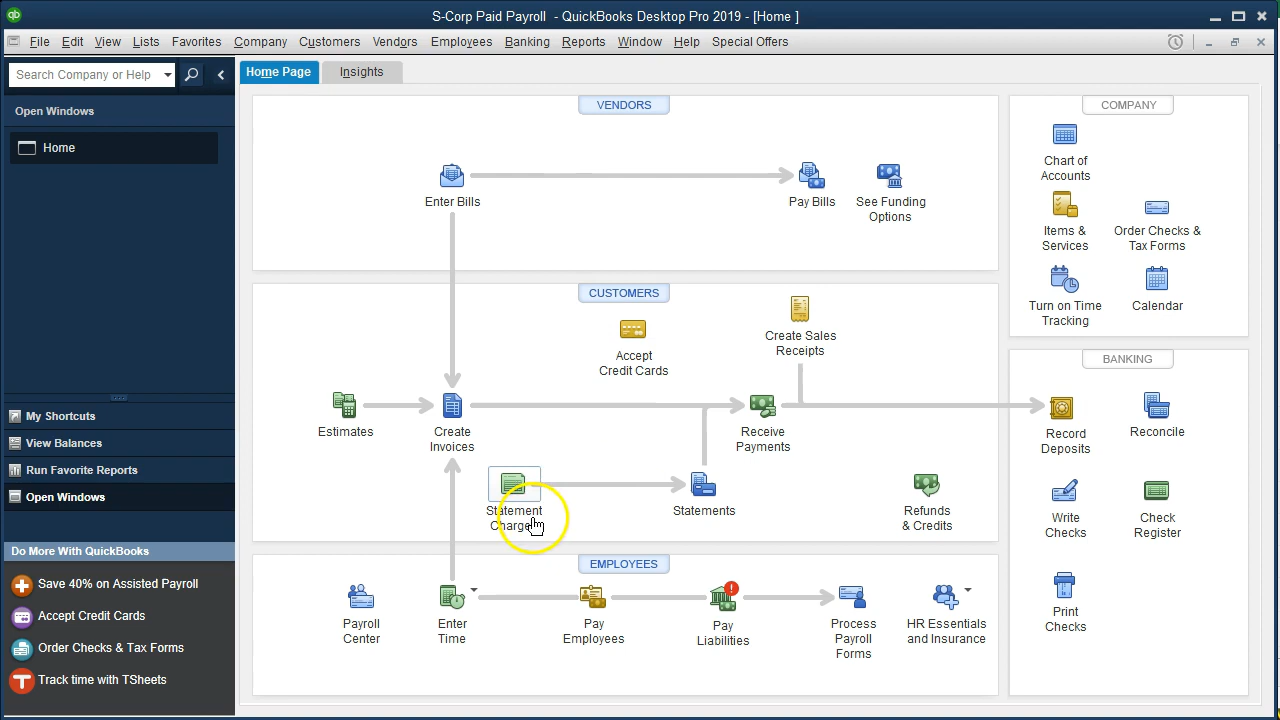 S-Corp Paid Payroll - QuickBooks Desktop Pro 2019 - [Home ]
File Edit View Lists Favorites Company Customers Vendors Employees Banking Reports Window Help Special Offers
Search Company or Help
Home Page
Insights
Open Windows
Home
My Shortcuts
View Balances
Run Favorite Reports
Open Windows
Do More With QuickBooks
Save 40% on Assisted Payroll
Accept Credit Cards
Order Checks & Tax Forms
T Track time with TSheets
VENDORS
Enter Bills
Pay Bills
See Funding
Options
CUSTOMERS
Accept
Credit Cards
Create Sales
Receipts
Estimates
Create
Invoices
Receive
Payments
Statement
Charges
Statements
Refunds
& Credits
EMPLOYEES
Payroll
Center
Enter
Time
Pay
Employees
Pay
Liabilities
Process
Payroll
Forms
HR Essentials
and Insurance
COMPANY
Chart of
Accounts
Items &
Services
Order Checks &
Tax Forms
Turn on Time
Tracking
Calendar
BANKING
Record
Deposits
Reconcile
Write
Checks
Check
Register
Print
Checks